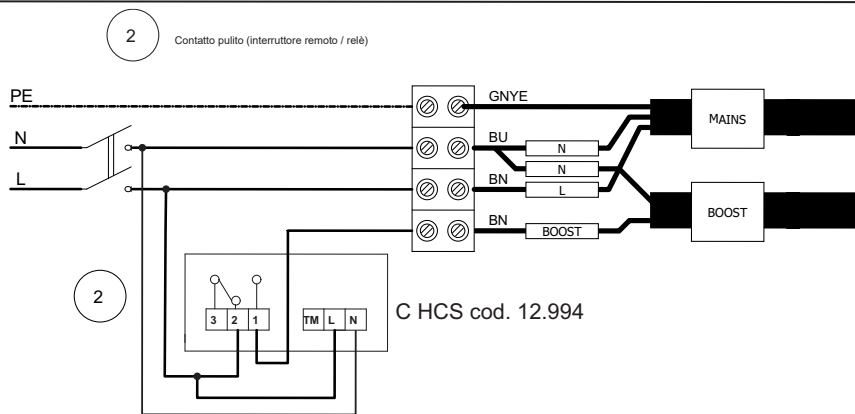 2 Contatto pulito (interruttore remoto / relè)
PE
GNYE
MAINS
N
BU
N
N
L
BN
L
BOOST
BN
BOOST
2
3 2 1 TM L N
C HCS cod. 12.994